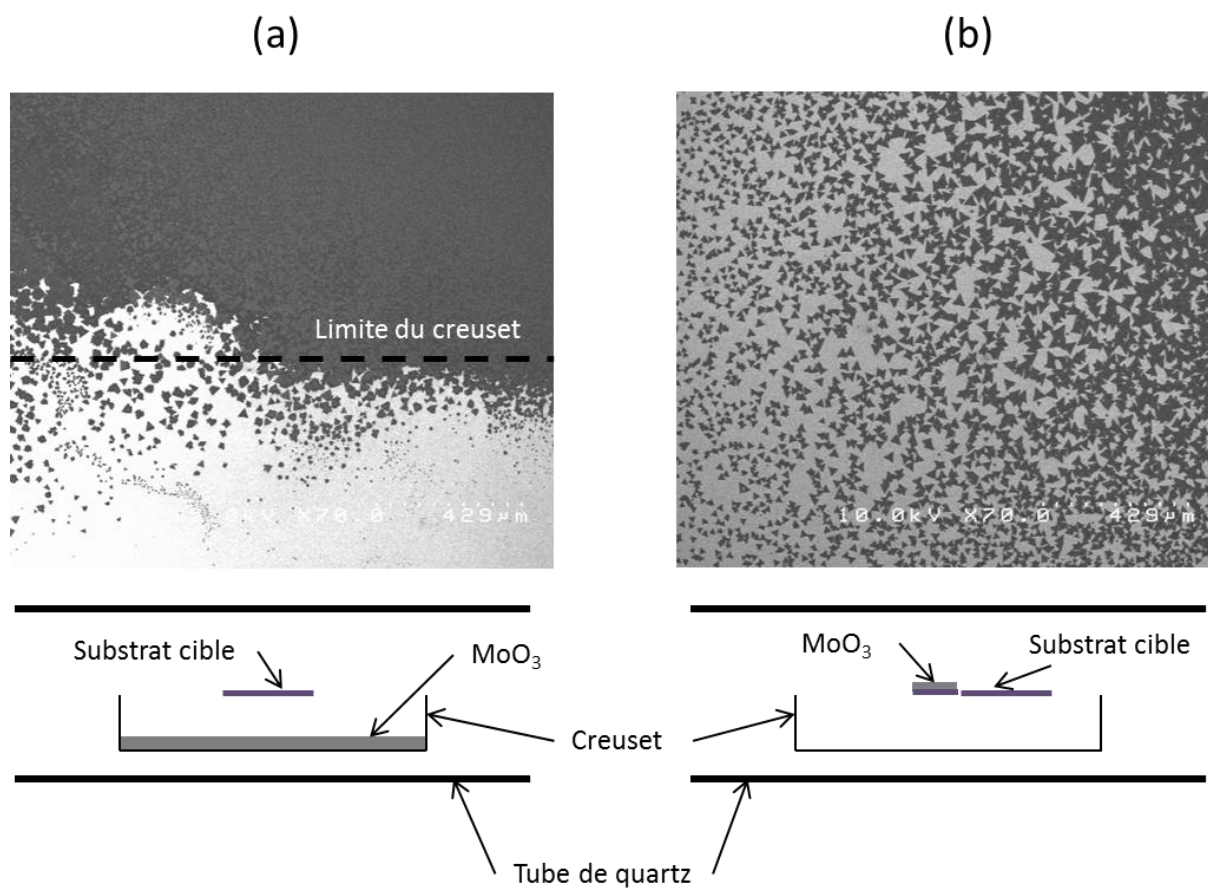 (a)
(b)
Limite du creuset
0kV X70.0 429μm
10.0kV X70.0 429μm
Substrat cible
MoO₃
MoO₃
Substrat cible
Creuset
Tube de quartz